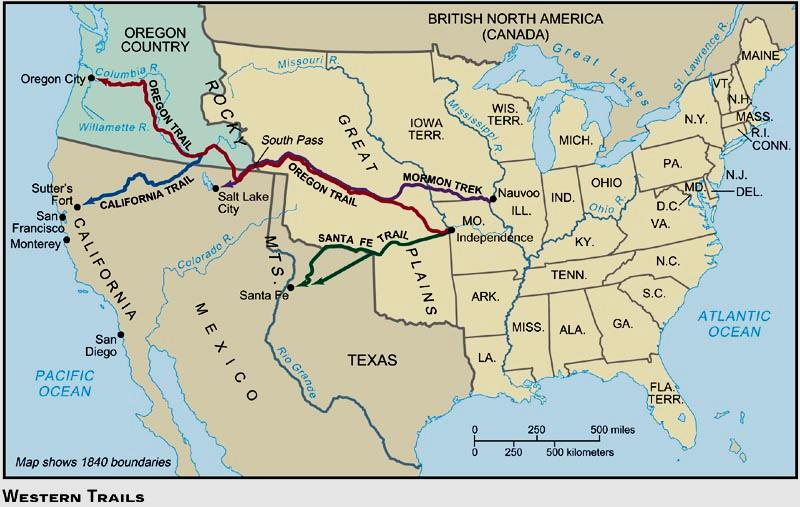 BRITISH NORTH AMERICA
(CANADA)
OREGON
COUNTRY
Great Lakes
St. Lawrence R.
MAINE
Oregon City
Columbia R.
Missouri R.
ROCKY
MTS.
VT.
N.H.
OREGON TRAIL
Willamette R.
GREAT
PLAINS
IOWA
TERR.
Mississippi R.
WIS.
TERR.
MICH.
N.Y.
MASS.
R.I.
CONN.
South Pass
PA.
N.J.
MD.
DEL.
D.C.
Sutter's
Fort
CALIFORNIA TRAIL
Salt Lake
City
OREGON TRAIL
MORMON TREK
Nauvoo
ILL.
IND.
OHIO
Ohio R.
VA.
San
Francisco
Monterey
CALIFORNIA
Colorado R.
SANTA FE TRAIL
MO.
Independence
KY.
N.C.
TENN.
S.C.
Santa Fe
ARK.
MISS.
ALA.
GA.
ATLANTIC
OCEAN
MEXICO
San
Diego
Rio Grande
TEXAS
LA.
FLA.
TERR.
PACIFIC
OCEAN
0 250 500 miles
0 250 500 kilometers
Map shows 1840 boundaries
WESTERN TRAILS